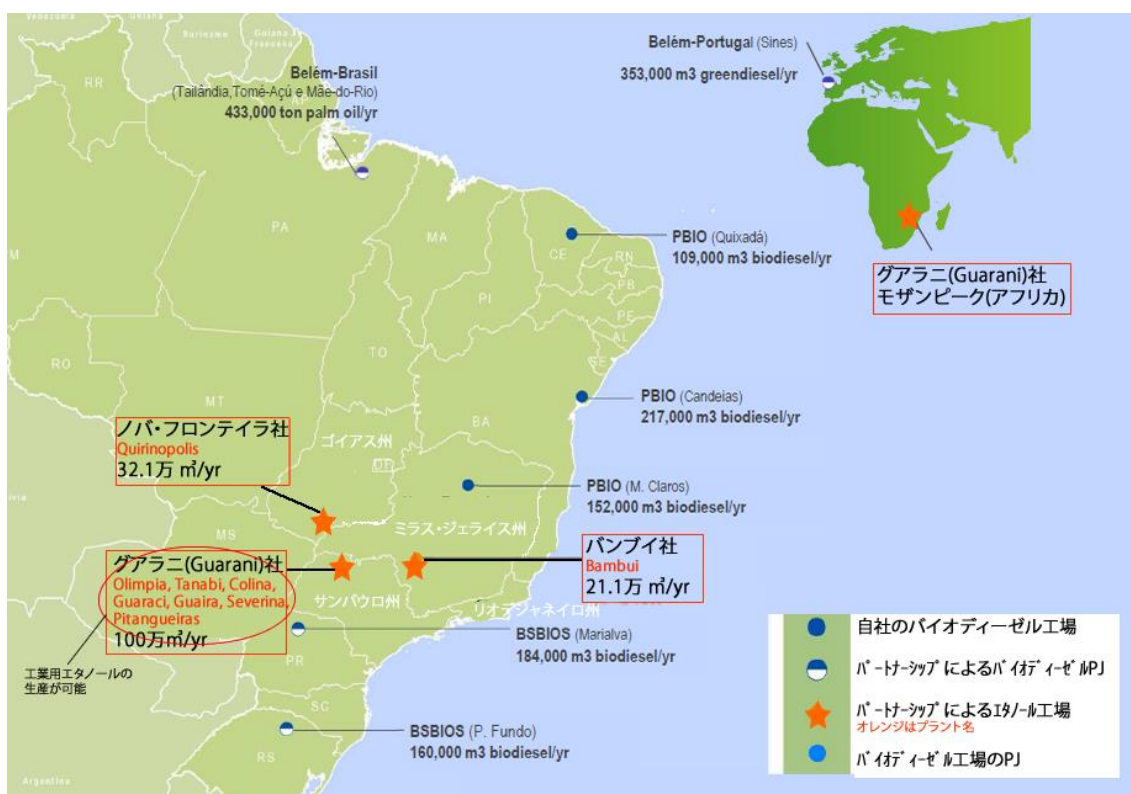 Venezuela
Guiana
Suriname
Guiana
Francesa
RR
AP
Belém-Brasil
(Tailândia,Tomé-Açú e Mãe-do-Rio)
433,000 ton palm oil/yr
Belém-Portugal (Sines)
353,000 m3 greendiesel/yr
グアラニ(Guarani)社
モザンビーク(アフリカ)
PA
MA
CE
RN
PB
PE
AL
SE
PI
TO
BA
RO
MT
MS
DF
PR
SC
RS
PBIO (Quixadá)
109,000 m3 biodiesel/yr
PBIO (Candeias)
217,000 m3 biodiesel/yr
ノバ・フロンテイラ社
Quirinopolis
32.1万 ㎥/yr
ゴイアス州
PBIO (M. Claros)
152,000 m3 biodiesel/yr
ミラス・ジェライス州
バンブイ社
Bambui
21.1万 ㎥/yr
グアラニ(Guarani)社
Olimpia, Tanabi, Colina,
Guaraci, Guaira, Severina,
Pitangueiras
100万㎥/yr
サンパウロ州
リオデジャネイロ州
工業用エタノールの
生産が可能
BSBIOS (Marialva)
184,000 m3 biodiesel/yr
BSBIOS (P. Fundo)
160,000 m3 biodiesel/yr
Argentina
自社のバイオディーゼル工場
ﾊﾟｰﾄﾅｰｼｯﾌﾟによるﾊﾞｲｵﾃﾞｨｰｾﾞﾙPJ
ﾊﾟｰﾄﾅｰｼｯﾌﾟによるｴﾀﾉｰﾙ工場
オレンジはプラント名
ﾊﾞｲｵﾃﾞｨｰｾﾞﾙ工場のPJ